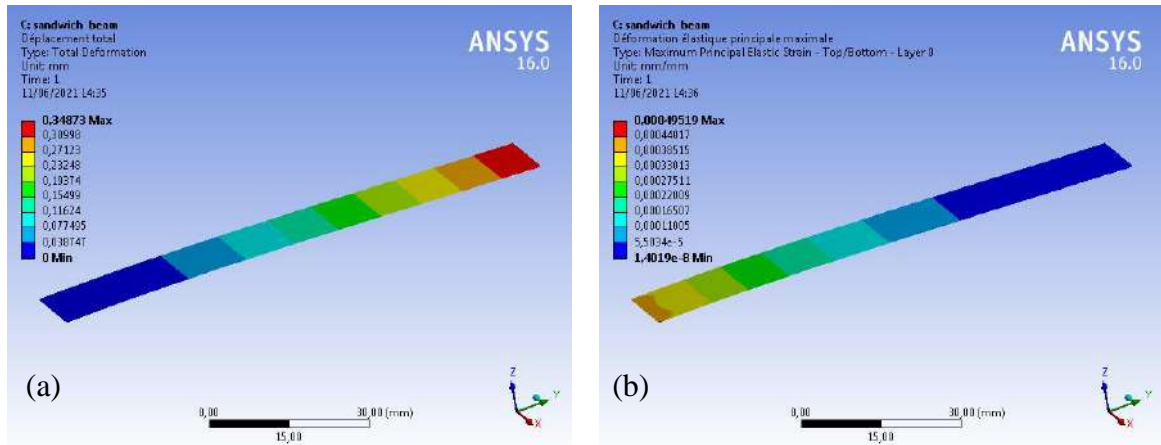 C: sandwich_beam
Déplacement total
Type: Total Deformation
Unit: mm
Time: 1
11/06/2021 14:35
ANSYS
16.0
0,34873 Max
0,30998
0,27123
0,23248
0,19374
0,15499
0,11624
0,077495
0,038747
0 Min
(a)
0,00
30,00 (mm)
15,00
Z
Y
X
C: sandwich_beam
Déformation élastique principale maximale
Type: Maximum Principal Elastic Strain - Top/Bottom - Layer 0
Unit: mm/mm
Time: 1
11/06/2021 14:36
ANSYS
16.0
0,00049519 Max
0,00044017
0,00038515
0,00033013
0,00027511
0,00022009
0,00016507
0,00011005
5,5034e-5
1,4019e-8 Min
(b)
0,00
30,00 (mm)
15,00
Z
Y
X